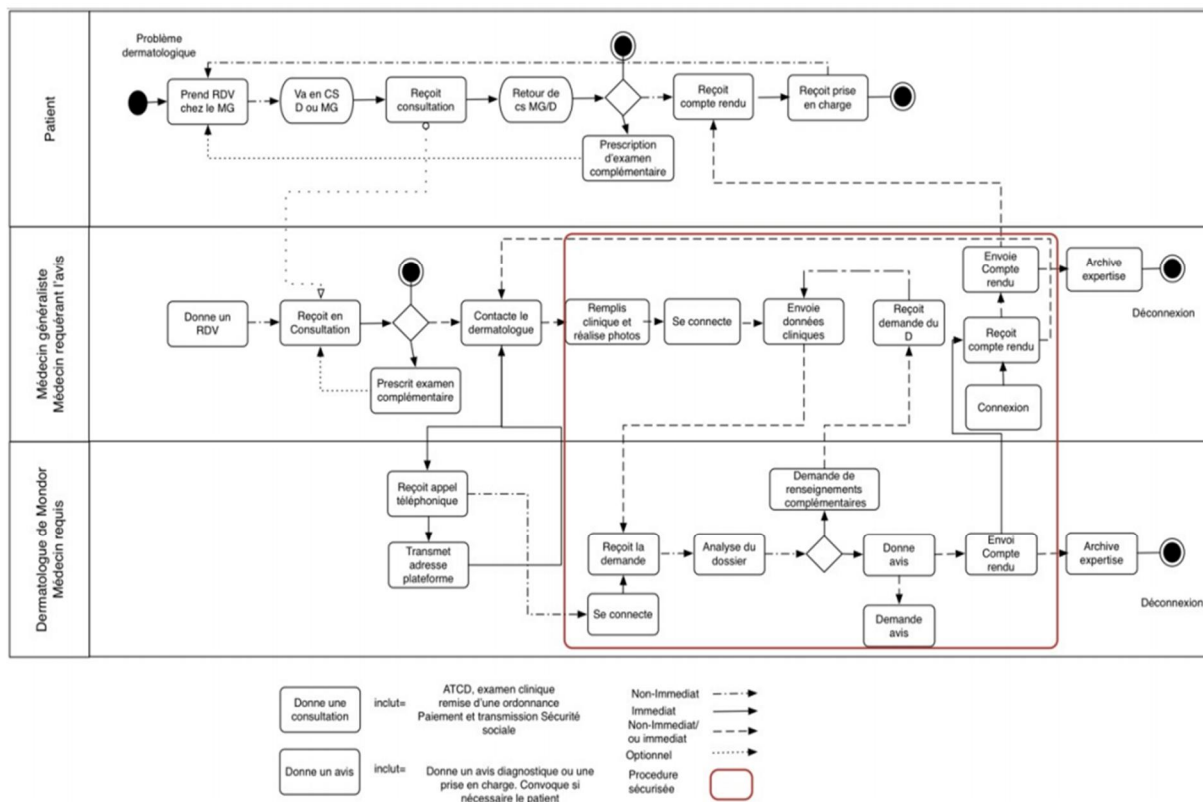 Patient
Problème
dermatologique
Prend RDV
chez le MG
Va en CS
D ou MG
Reçoit
consultation
Retour de
cs MG/D
Reçoit
compte rendu
Reçoit prise
en charge
Prescription
d'examen
complémentaire
Médecin généraliste
Médecin requérant l'avis
Donne un
RDV
Reçoit en
Consultation
Contacte le
dermatologue
Remplis
clinique et
réalise photos
Se connecte
Envoie
données
cliniques
Reçoit
demande du
D
Envoie
Compte
rendu
Archive
expertise
Déconnexion
Reçoit
compte rendu
Connexion
Prescrit examen
complémentaire
Dermatologue de Mondor
Médecin requis
Reçoit appel
téléphonique
Transmet
adresse
plateforme
Demande de
renseignements
complémentaires
Reçoit la
demande
Analyse du
dossier
Donne
avis
Envoi
Compte
rendu
Archive
expertise
Déconnexion
Se connecte
Demande
avis
Donne une
consultation
inclut=
ATCD, examen clinique
remise d'une ordonnance
Paiement et transmission Sécurité
sociale
Donne un avis
inclut=
Donne un avis diagnostique ou une
prise en charge. Convoque si
nécessaire le patient
Non-Immediat
Immediat
Non-Immediat/
ou immediat
Optionnel
Procedure
sécurisée